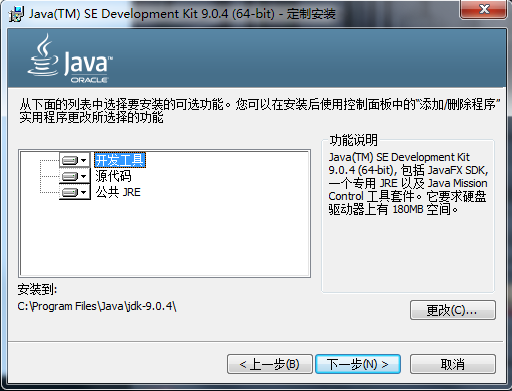 Java(TM) SE Development Kit 9.0.4 (64-bit) - 定制安装
Java™
ORACLE
从下面的列表中选择要安装的可选功能。您可以在安装后使用控制面板中的“添加/删除程序”
实用程序更改所选择的功能
开发工具
源代码
公共 JRE
功能说明
Java(TM) SE Development Kit
9.0.4 (64-bit), 包括 JavaFX SDK,
一个专用 JRE 以及 Java Mission
Control 工具套件。它要求硬盘
驱动器上有 180MB 空间。
安装到:
C:\Program Files\Java\jdk-9.0.4\
更改(C)...
< 上一步(B)
下一步(N) >
取消